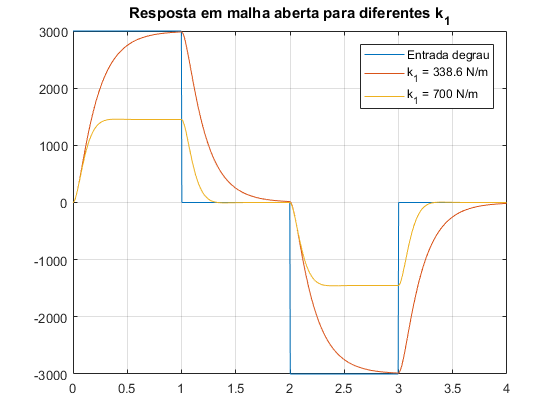 Resposta em malha aberta para diferentes k₁
3000
2000
1000
0
-1000
-2000
-3000
0 0.5 1 1.5 2 2.5 3 3.5 4
Entrada degrau
k₁ = 338.6 N/m
k₁ = 700 N/m